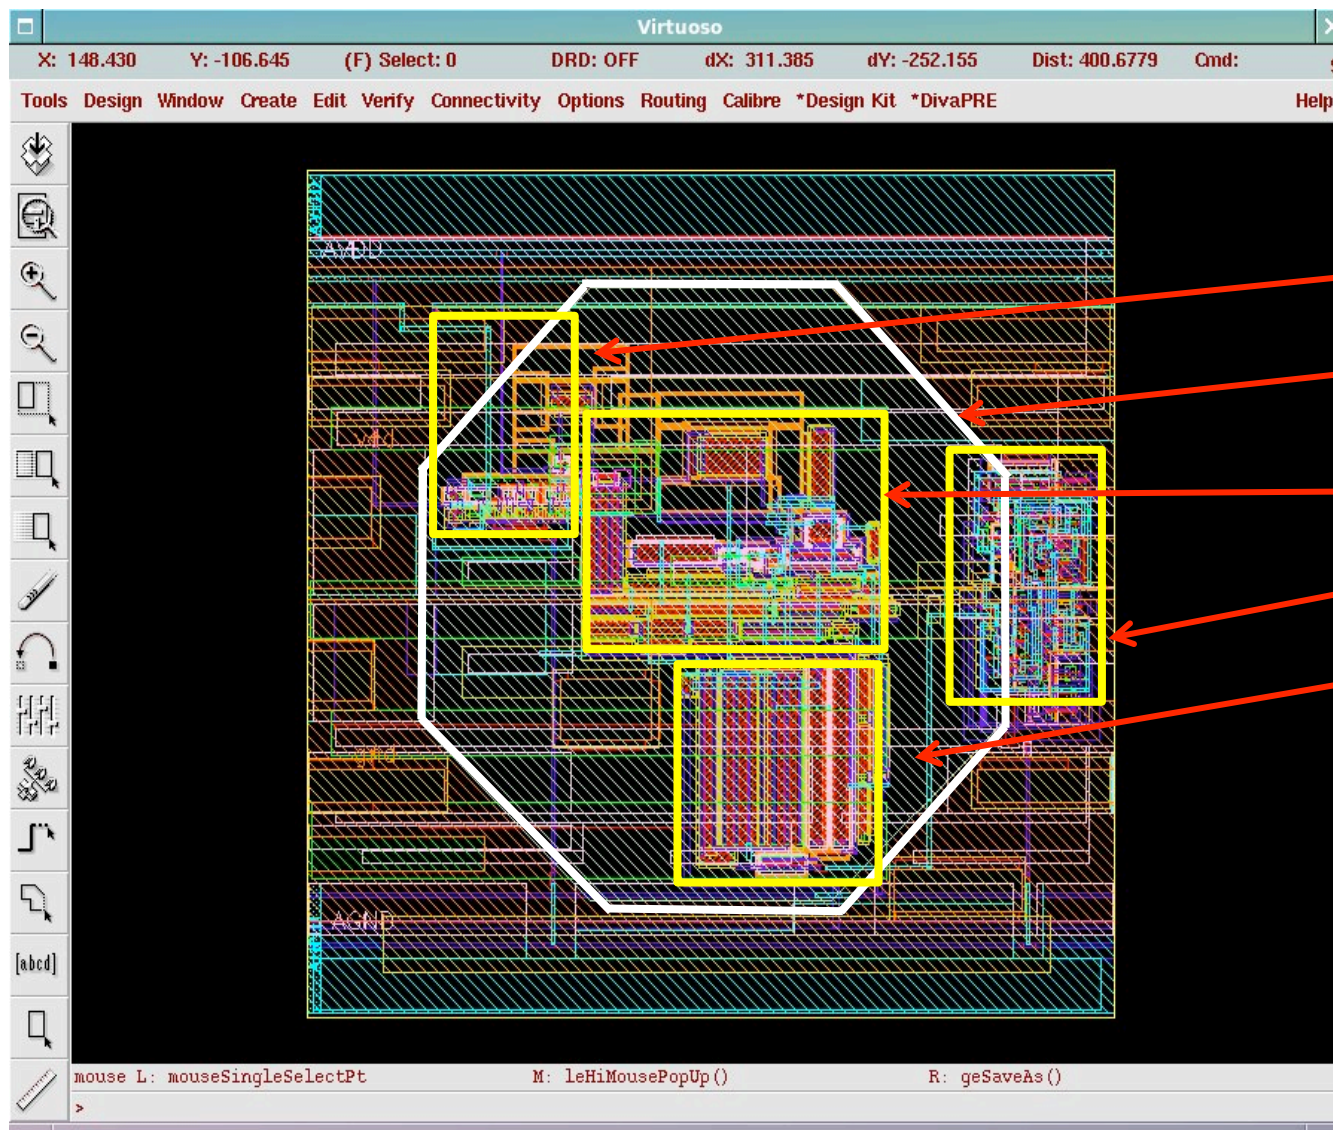 Virtuoso
X: 148.430 Y: -106.645 (F) Select: 0 DRD: OFF dX: 311.385 dY: -252.155 Dist: 400.6779 Cmd:
Tools Design Window Create Edit Verify Connectivity Options Routing Calibre *Design Kit *DivaPRE Help
AVDD
vdd
gnd
AGND
[abcd]
mouse L: mouseSingleSelectPt M: leHiMousePopUp() R: geSaveAs()
>